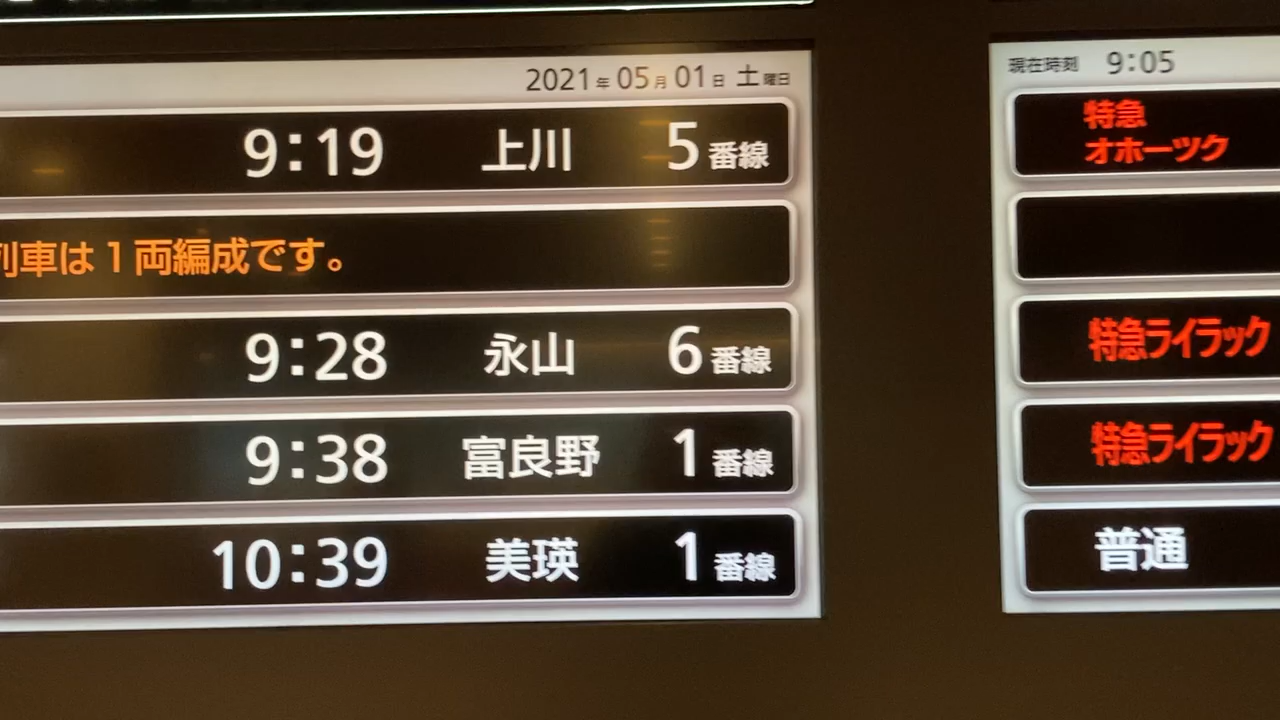 2021年05月01日 土曜日
9:19 上川 5番線
列車は1両編成です。
9:28 永山 6番線
9:38 富良野 1番線
10:39 美瑛 1番線
現在時刻 9:05
特急
オホーツク
特急ライラック
特急ライラック
普通